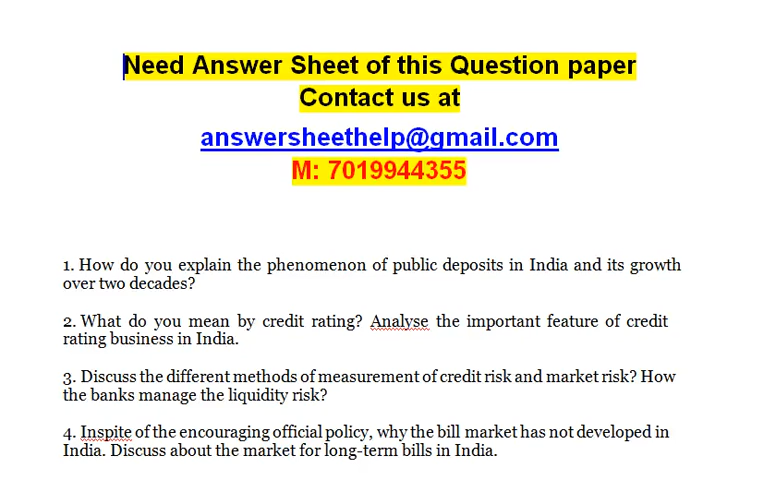 Need Answer Sheet of this Question paper
Contact us at
answersheethelp@gmail.com
M: 7019944355
1. How do you explain the phenomenon of public deposits in India and its growth
over two decades?
2. What do you mean by credit rating? Analyse the important feature of credit
rating business in India.
3. Discuss the different methods of measurement of credit risk and market risk? How
the banks manage the liquidity risk?
4. Inspite of the encouraging official policy, why the bill market has not developed in
India. Discuss about the market for long-term bills in India.